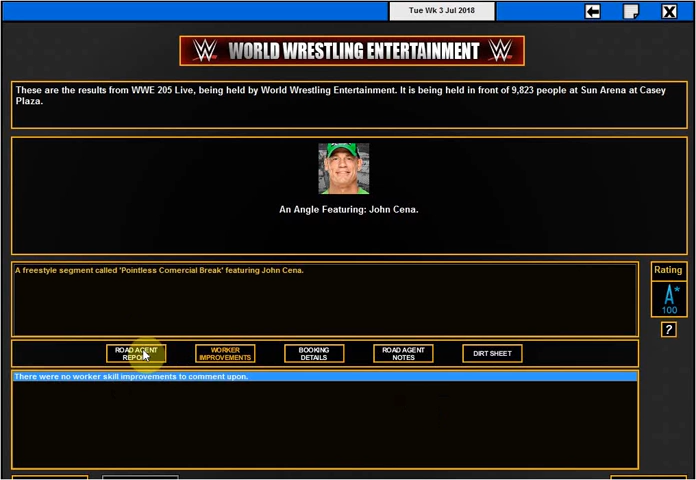 Tue Wk 3 Jul 2018
W WORLD WRESTLING ENTERTAINMENT W
These are the results from WWE 205 Live, being held by World Wrestling Entertainment. It is being held in front of 9,823 people at Sun Arena at Casey
Plaza.
An Angle Featuring: John Cena.
A freestyle segment called 'Pointless Comercial Break' featuring John Cena.
Rating
A*
100
?
ROAD AGENT
REPORT
WORKER
IMPROVEMENTS
BOOKING
DETAILS
ROAD AGENT
NOTES
DIRT SHEET
There were no worker skill improvements to comment upon.